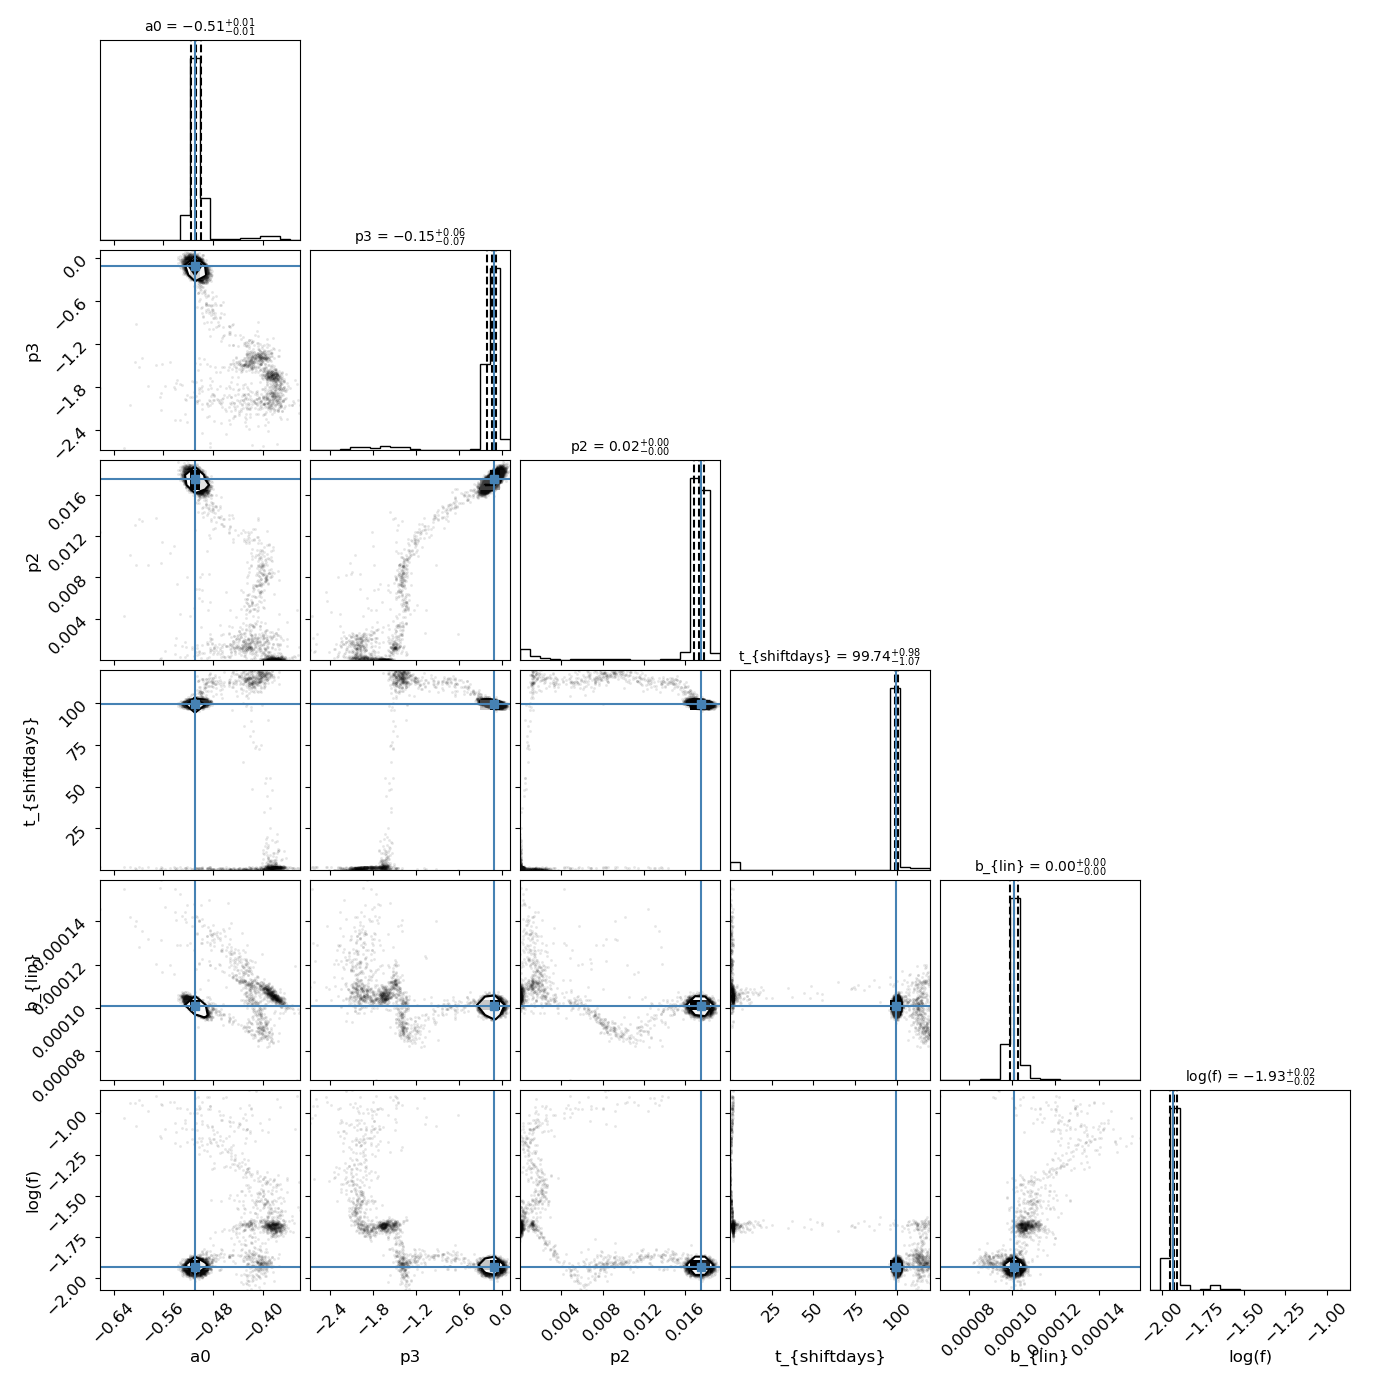 a0 = −0.51+0.01−0.01
p3 = −0.15+0.06−0.07
0.0
−0.6
−1.2
−1.8
−2.4
p3
p2 = 0.02+0.00−0.00
0.016
0.012
0.008
0.004
p2
t_{shiftdays} = 99.74+0.98−1.07
100
75
50
25
t_{shiftdays}
b_{lin} = 0.00+0.00−0.00
0.00014
0.00012
0.00010
0.00008
b_{lin}
log(f) = −1.93+0.02−0.02
−1.00
−1.25
−1.50
−1.75
−2.00
log(f)
−0.64 −0.56 −0.48 −0.40 −2.4 −1.8 −1.2 −0.6 0.0 0.004 0.008 0.012 0.016 25 50 75 100 0.00008 0.00010 0.00012 0.00014 −2.00 −1.75 −1.50 −1.25 −1.00
a0 p3 p2 t_{shiftdays} b_{lin} log(f)